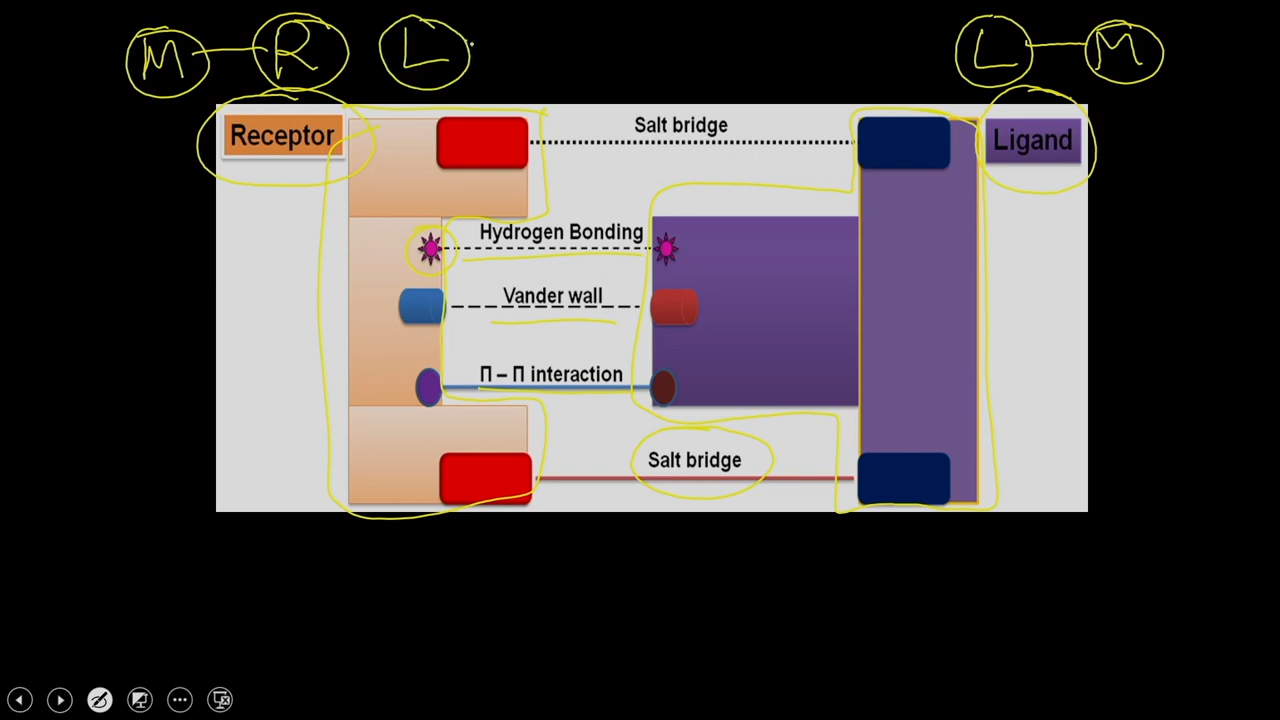 M R L L M
Receptor
Salt bridge
Ligand
Hydrogen Bonding
Vander wall
Π – Π interaction
Salt bridge